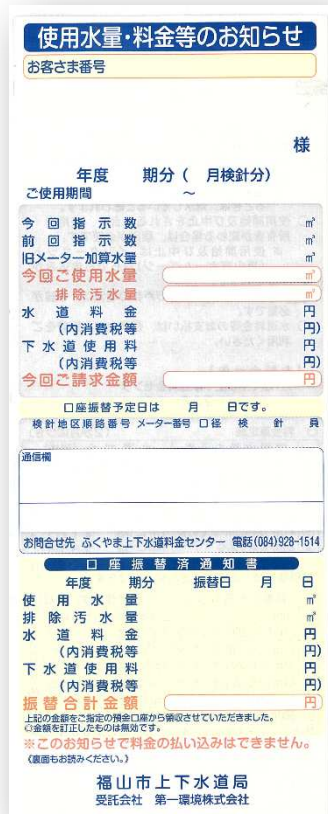 使用水量・料金等のお知らせ
お客さま番号
様
年度 期分( 月検針分)
ご使用期間 ～
今回指示数 ㎥
前回指示数 ㎥
旧メーター加算水量 ㎥
今回ご使用水量 ㎥
排除汚水量 ㎥
水道料金 円
(内消費税等 円)
下水道使用料 円
(内消費税等 円)
今回ご請求金額 円
口座振替予定日は 月 日です。
検針地区順路番号 メーター番号 口径 検針員
通信欄
お問合せ先 ふくやま上下水道料金センター 電話(084)928-1514
口座振替済通知書
年度 期分 振替日 月 日
使用水量 ㎥
排除汚水量 ㎥
水道料金 円
(内消費税等 円)
下水道使用料 円
(内消費税等 円)
振替合計金額 円
上記の金額をご指定の預金口座から領収させていただきました。
◎金額を訂正したものは無効です。
※このお知らせで料金の払い込みはできません。
(裏面もお読みください。)
福山市上下水道局
受託会社 第一環境株式会社